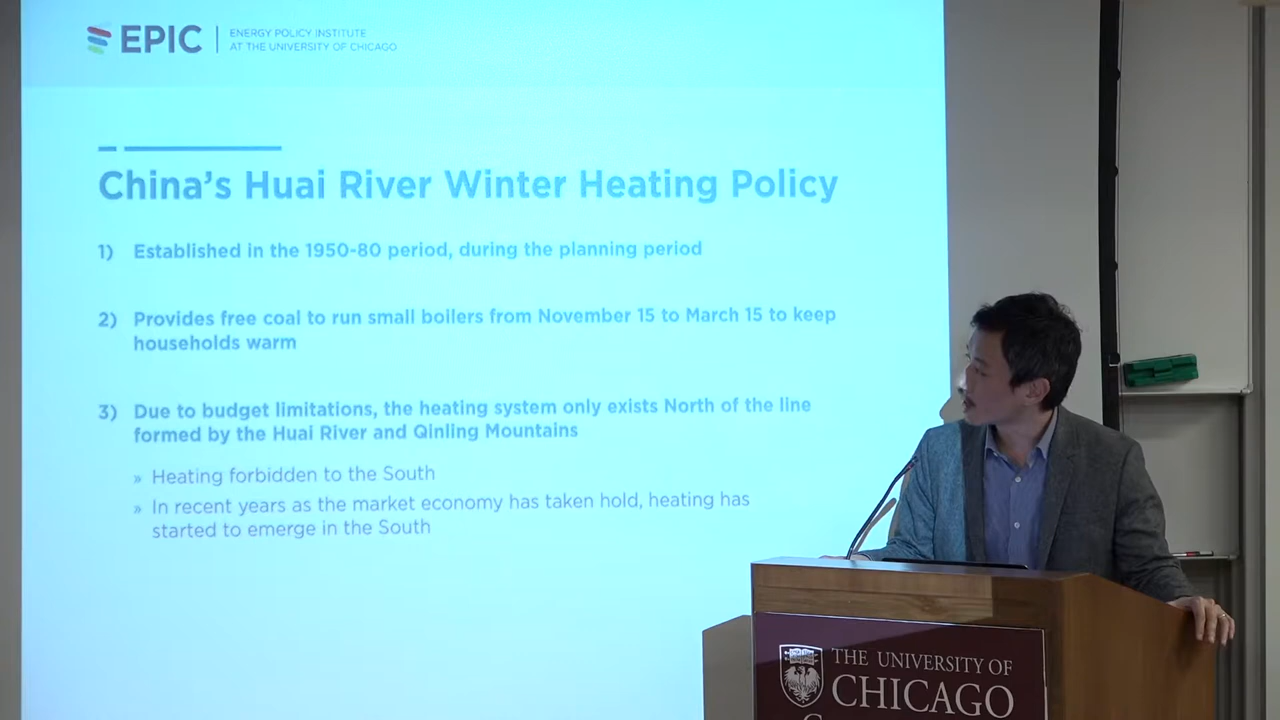 EPIC
ENERGY POLICY INSTITUTE
AT THE UNIVERSITY OF CHICAGO
China's Huai River Winter Heating Policy
1) Established in the 1950-80 period, during the planning period
2) Provides free coal to run small boilers from November 15 to March 15 to keep
households warm
3) Due to budget limitations, the heating system only exists North of the line
formed by the Huai River and Qinling Mountains
» Heating forbidden to the South
» In recent years as the market economy has taken hold, heating has
started to emerge in the South
THE UNIVERSITY OF
CHICAGO